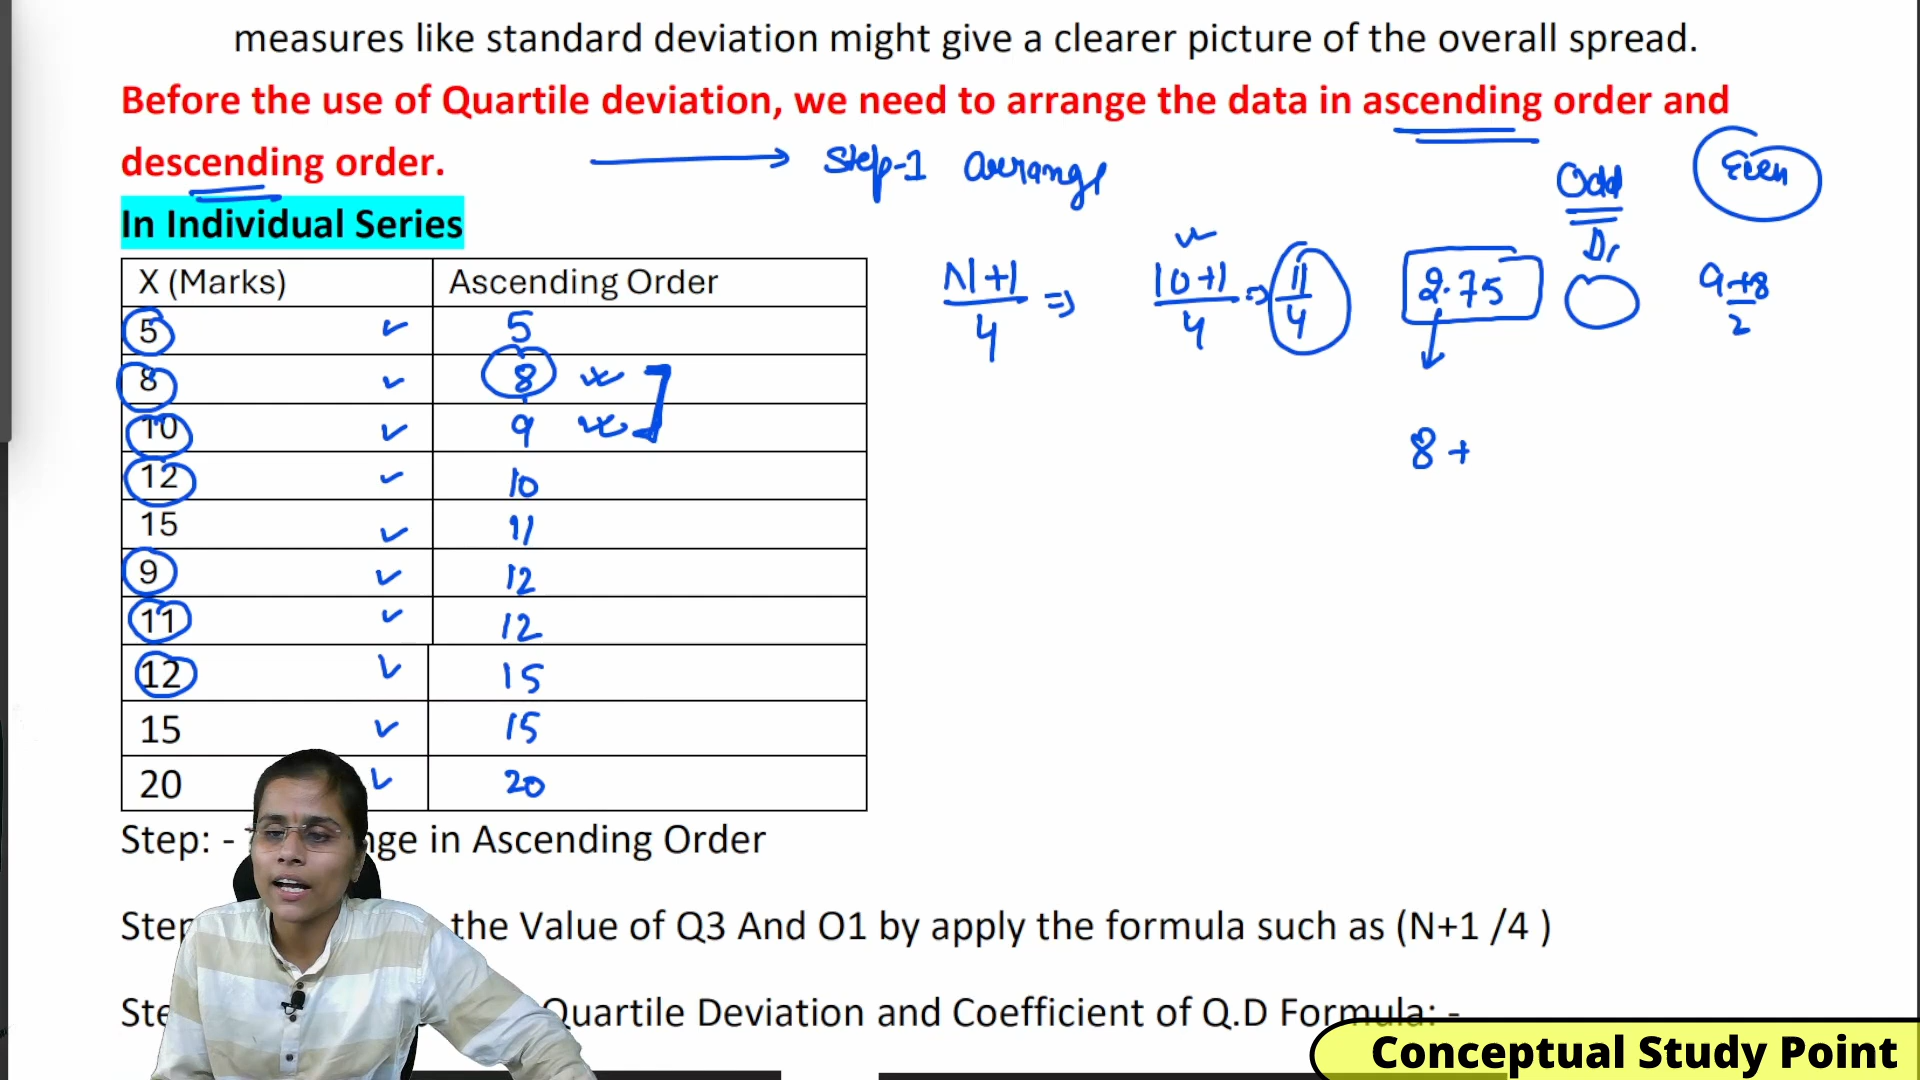 measures like standard deviation might give a clearer picture of the overall spread.
Before the use of Quartile deviation, we need to arrange the data in ascending order and
descending order. Step-1 Arrange
Odd Even
In Individual Series
Dr
X (Marks) Ascending Order
N+1/4 => 10+1/4 => 11/4 2.75 9+8/2
5 5
8 8
10 9
8 +
12 10
15 11
9 12
11 12
12 15
15 15
20 20
Step: - nge in Ascending Order
Step the Value of Q3 And O1 by apply the formula such as (N+1 /4 )
Ste Quartile Deviation and Coefficient of Q.D Formula: -
Conceptual Study Point